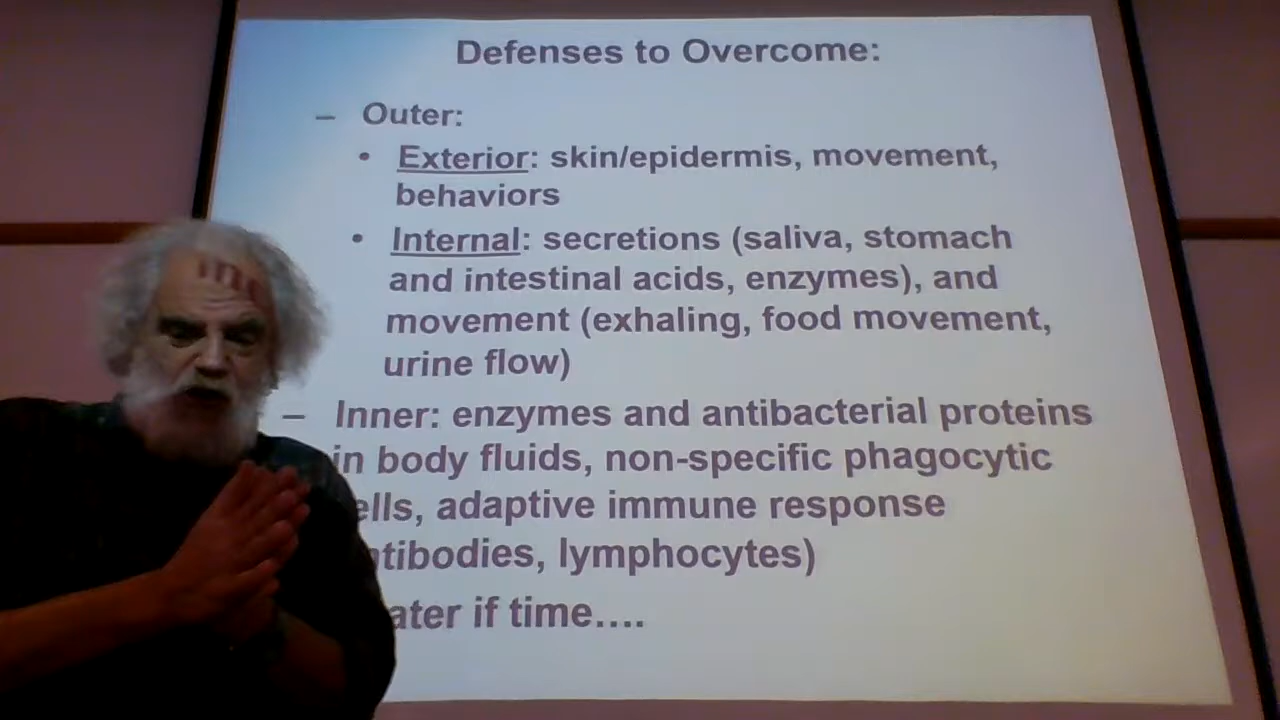 Defenses to Overcome:
– Outer:
• Exterior: skin/epidermis, movement,
behaviors
• Internal: secretions (saliva, stomach
and intestinal acids, enzymes), and
movement (exhaling, food movement,
urine flow)
– Inner: enzymes and antibacterial proteins
in body fluids, non-specific phagocytic
adaptive immune response
lymphocytes)
if time....